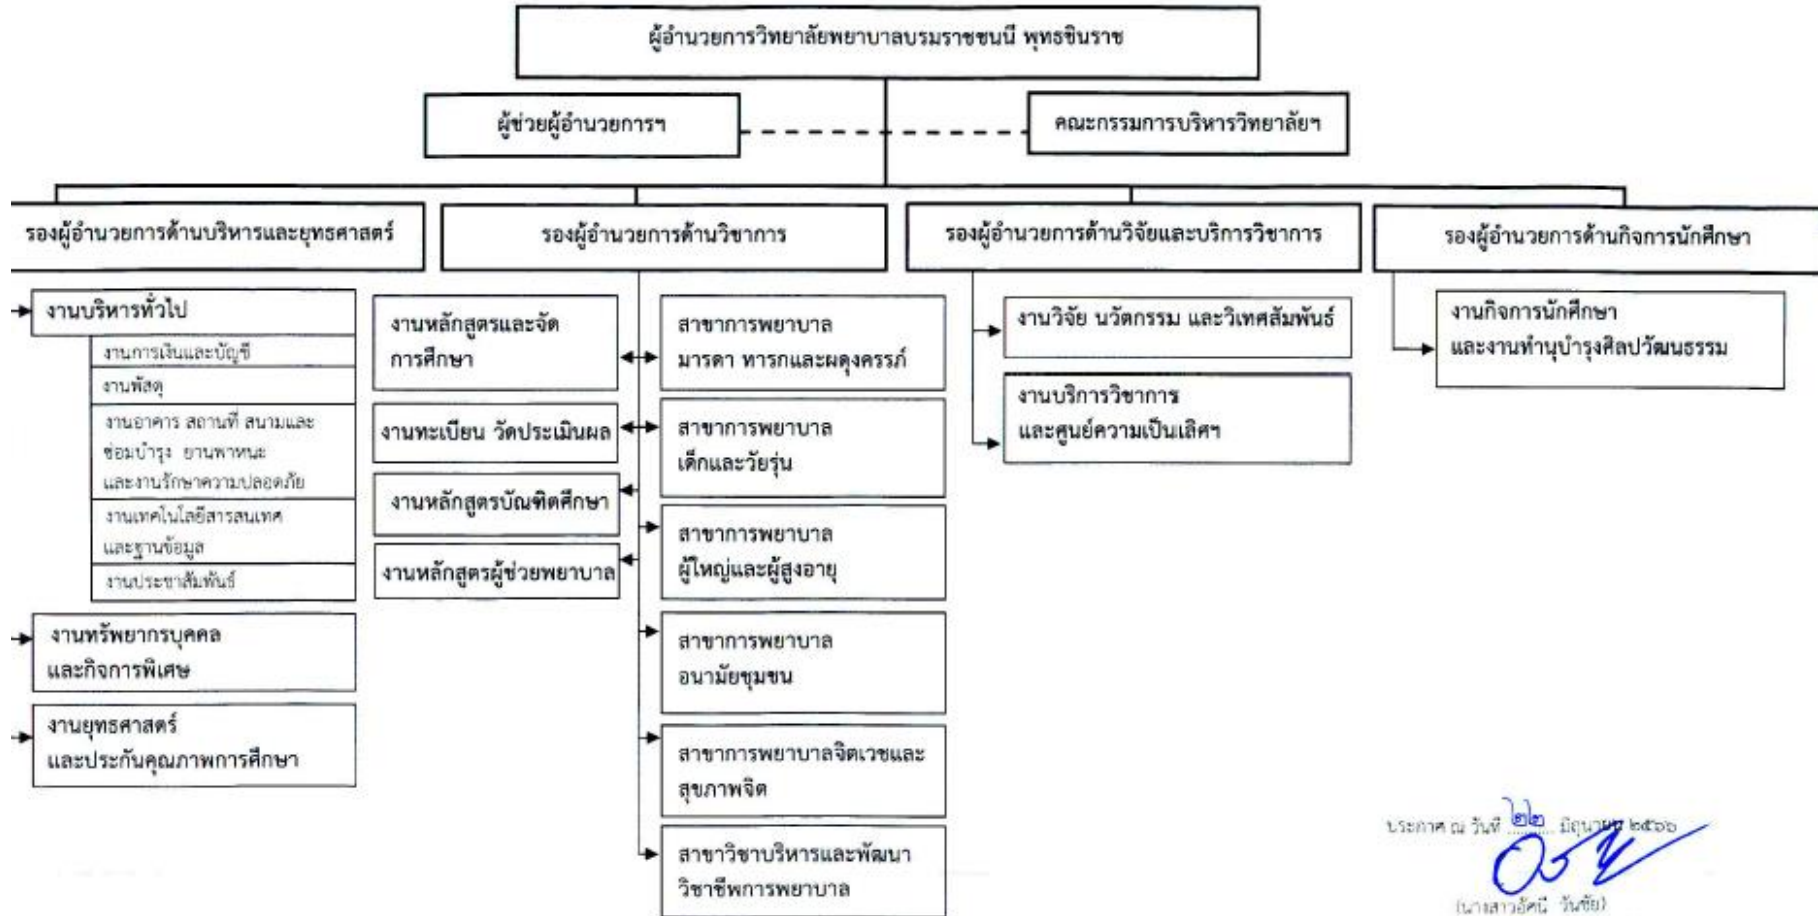 ผู้อำนวยการวิทยาลัยพยาบาลบรมราชชนนี พุทธชินราช
ผู้ช่วยผู้อำนวยการฯ
คณะกรรมการบริหารวิทยาลัยฯ
รองผู้อำนวยการด้านบริหารและยุทธศาสตร์
รองผู้อำนวยการด้านวิชาการ
รองผู้อำนวยการด้านวิจัยและบริการวิชาการ
รองผู้อำนวยการด้านกิจการนักศึกษา
งานบริหารทั่วไป
งานการเงินและบัญชี
งานพัสดุ
งานอาคาร สถานที่ สนามและ
ซ่อมบำรุง ยานพาหนะ
และงานรักษาความปลอดภัย
งานเทคโนโลยีสารสนเทศ
และฐานข้อมูล
งานประชาสัมพันธ์
งานทรัพยากรบุคคล
และกิจการพิเศษ
งานยุทธศาสตร์
และประกันคุณภาพการศึกษา
งานหลักสูตรและจัด
การศึกษา
งานทะเบียน วัดประเมินผล
งานหลักสูตรบัณฑิตศึกษา
งานหลักสูตรผู้ช่วยพยาบาล
สาขาการพยาบาล
มารดา ทารกและผดุงครรภ์
สาขาการพยาบาล
เด็กและวัยรุ่น
สาขาการพยาบาล
ผู้ใหญ่และผู้สูงอายุ
สาขาการพยาบาล
อนามัยชุมชน
สาขาการพยาบาลจิตเวชและ
สุขภาพจิต
สาขาวิชาบริหารและพัฒนา
วิชาชีพการพยาบาล
งานวิจัย นวัตกรรม และวิเทศสัมพันธ์
งานบริการวิชาการ
และศูนย์ความเป็นเลิศฯ
งานกิจการนักศึกษา
และงานทำนุบำรุงศิลปวัฒนธรรม
ประกาศ ณ วันที่ ๒๒ มิถุนายน ๒๕๖๖
(นางสาวอัศนี วันชัย)